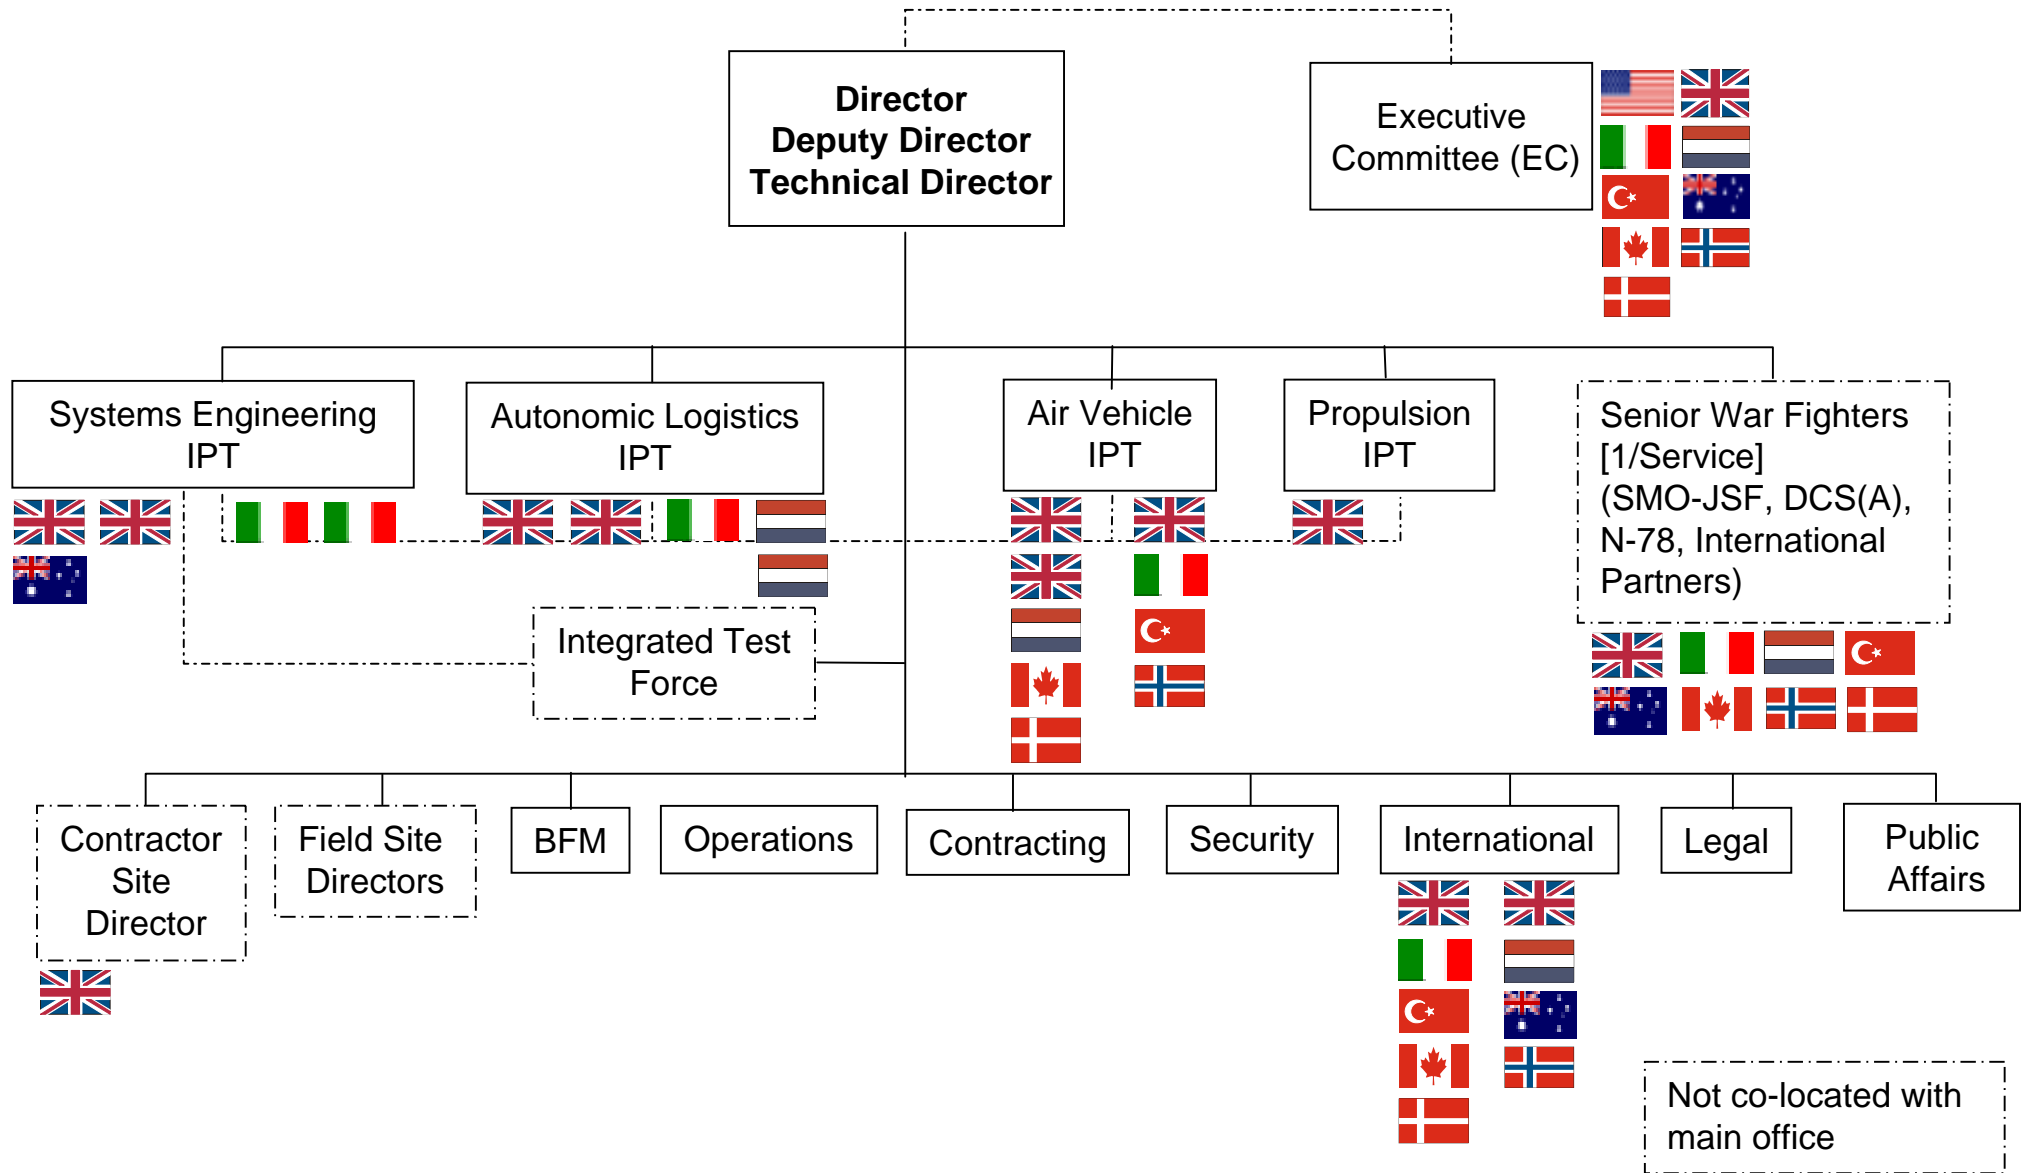 Director
Deputy Director
Technical Director
Executive
Committee (EC)
Systems Engineering
IPT
Autonomic Logistics
IPT
Air Vehicle
IPT
Propulsion
IPT
Senior War Fighters
[1/Service]
(SMO-JSF, DCS(A),
N-78, International
Partners)
Integrated Test
Force
Contractor
Site
Director
Field Site
Directors
BFM
Operations
Contracting
Security
International
Legal
Public
Affairs
Not co-located with
main office